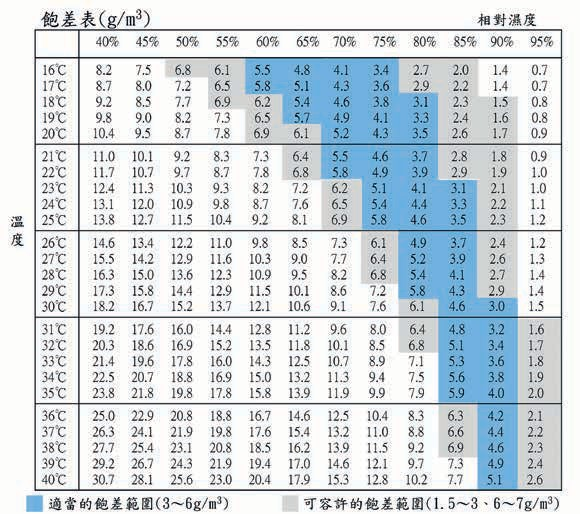 飽差表(g/m³) 相對濕度
40% 45% 50% 55% 60% 65% 70% 75% 80% 85% 90% 95%
16℃ 8.2 7.5 6.8 6.1 5.5 4.8 4.1 3.4 2.7 2.0 1.4 0.7
17℃ 8.7 8.0 7.2 6.5 5.8 5.1 4.3 3.6 2.9 2.2 1.4 0.7
18℃ 9.2 8.5 7.7 6.9 6.2 5.4 4.6 3.8 3.1 2.3 1.5 0.8
19℃ 9.8 9.0 8.2 7.3 6.5 5.7 4.9 4.1 3.3 2.4 1.6 0.8
20℃ 10.4 9.5 8.7 7.8 6.9 6.1 5.2 4.3 3.5 2.6 1.7 0.9
21℃ 11.0 10.1 9.2 8.3 7.3 6.4 5.5 4.6 3.7 2.8 1.8 0.9
22℃ 11.7 10.7 9.7 8.7 7.8 6.8 5.8 4.9 3.9 2.9 1.9 1.0
23℃ 12.4 11.3 10.3 9.3 8.2 7.2 6.2 5.1 4.1 3.1 2.1 1.0
24℃ 13.1 12.0 10.9 9.8 8.7 7.6 6.5 5.4 4.4 3.3 2.2 1.1
25℃ 13.8 12.7 11.5 10.4 9.2 8.1 6.9 5.8 4.6 3.5 2.3 1.2
溫度
26℃ 14.6 13.4 12.2 11.0 9.8 8.5 7.3 6.1 4.9 3.7 2.4 1.2
27℃ 15.5 14.2 12.9 11.6 10.3 9.0 7.7 6.4 5.2 3.9 2.6 1.3
28℃ 16.3 15.0 13.6 12.3 10.9 9.5 8.2 6.8 5.4 4.1 2.7 1.4
29℃ 17.3 15.8 14.4 12.9 11.5 10.1 8.6 7.2 5.8 4.3 2.9 1.4
30℃ 18.2 16.7 15.2 13.7 12.1 10.6 9.1 7.6 6.1 4.6 3.0 1.5
31℃ 19.2 17.6 16.0 14.4 12.8 11.2 9.6 8.0 6.4 4.8 3.2 1.6
32℃ 20.3 18.6 16.9 15.2 13.5 11.8 10.1 8.5 6.8 5.1 3.4 1.7
33℃ 21.4 19.6 17.8 16.0 14.3 12.5 10.7 8.9 7.1 5.3 3.6 1.8
34℃ 22.5 20.7 18.8 16.9 15.0 13.2 11.3 9.4 7.5 5.6 3.8 1.9
35℃ 23.8 21.8 19.8 17.8 15.8 13.9 11.9 9.9 7.9 5.9 4.0 2.0
36℃ 25.0 22.9 20.8 18.8 16.7 14.6 12.5 10.4 8.3 6.3 4.2 2.1
37℃ 26.3 24.1 21.9 19.8 17.6 15.4 13.2 11.0 8.8 6.6 4.4 2.2
38℃ 27.7 25.4 23.1 20.8 18.5 16.2 13.9 11.5 9.2 6.9 4.6 2.3
39℃ 29.2 26.7 24.3 21.9 19.4 17.0 14.6 12.1 9.7 7.3 4.9 2.4
40℃ 30.7 28.1 25.6 23.0 20.4 17.9 15.3 12.8 10.2 7.7 5.1 2.6
適當的飽差範圍(3～6g/m³) 可容許的飽差範圍(1.5～3、6～7g/m³)